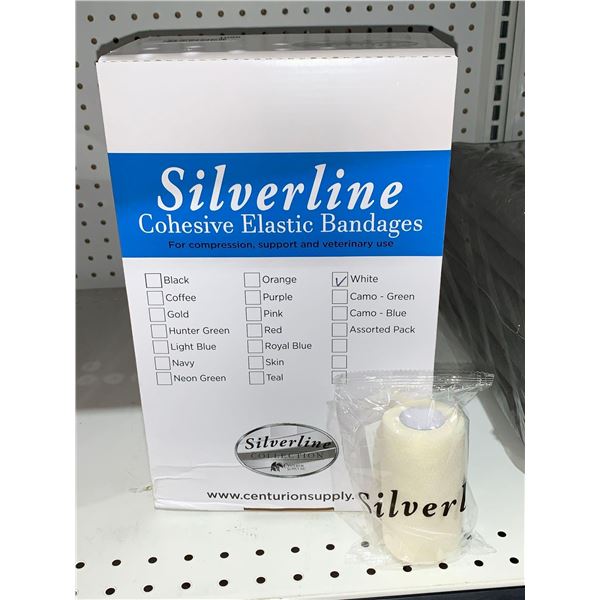 Silverline
Cohesive Elastic Bandages
For compression, support and veterinary use
Black
Coffee
Gold
Hunter Green
Light Blue
Navy
Neon Green
Orange
Purple
Pink
Red
Royal Blue
Skin
Teal
White
Camo - Green
Camo - Blue
Assorted Pack
Silverline
COLLECTION
www.centurionsupply.
Silverl